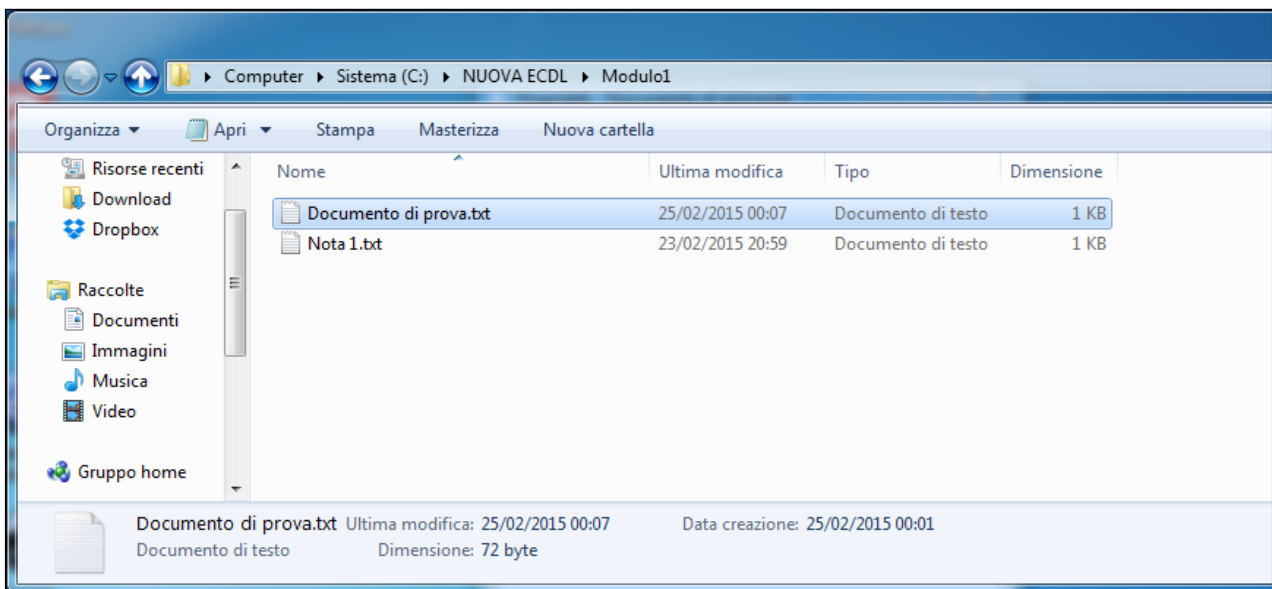 Computer Sistema (C:) NUOVA ECDL Modulo1
Organizza Apri Stampa Masterizza Nuova cartella
Risorse recenti
Download
Dropbox
Raccolte
Documenti
Immagini
Musica
Video
Gruppo home
Nome Ultima modifica Tipo Dimensione
Documento di prova.txt 25/02/2015 00:07 Documento di testo 1 KB
Nota 1.txt 23/02/2015 20:59 Documento di testo 1 KB
Documento di prova.txt Ultima modifica: 25/02/2015 00:07 Data creazione: 25/02/2015 00:01
Documento di testo Dimensione: 72 byte